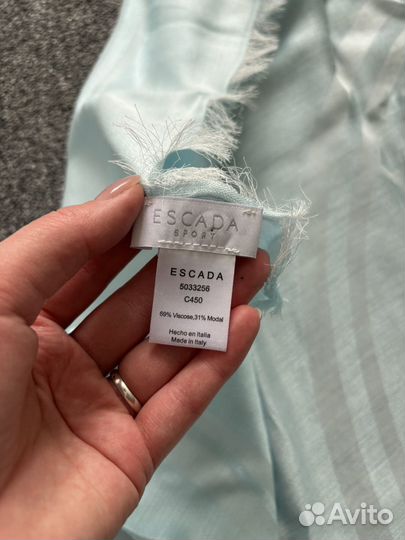 ESCADA
SPORT
ESCADA
5033256
C450
69% Viscose,31% Modal
Hecho en Italia
Made in Italy
Avito